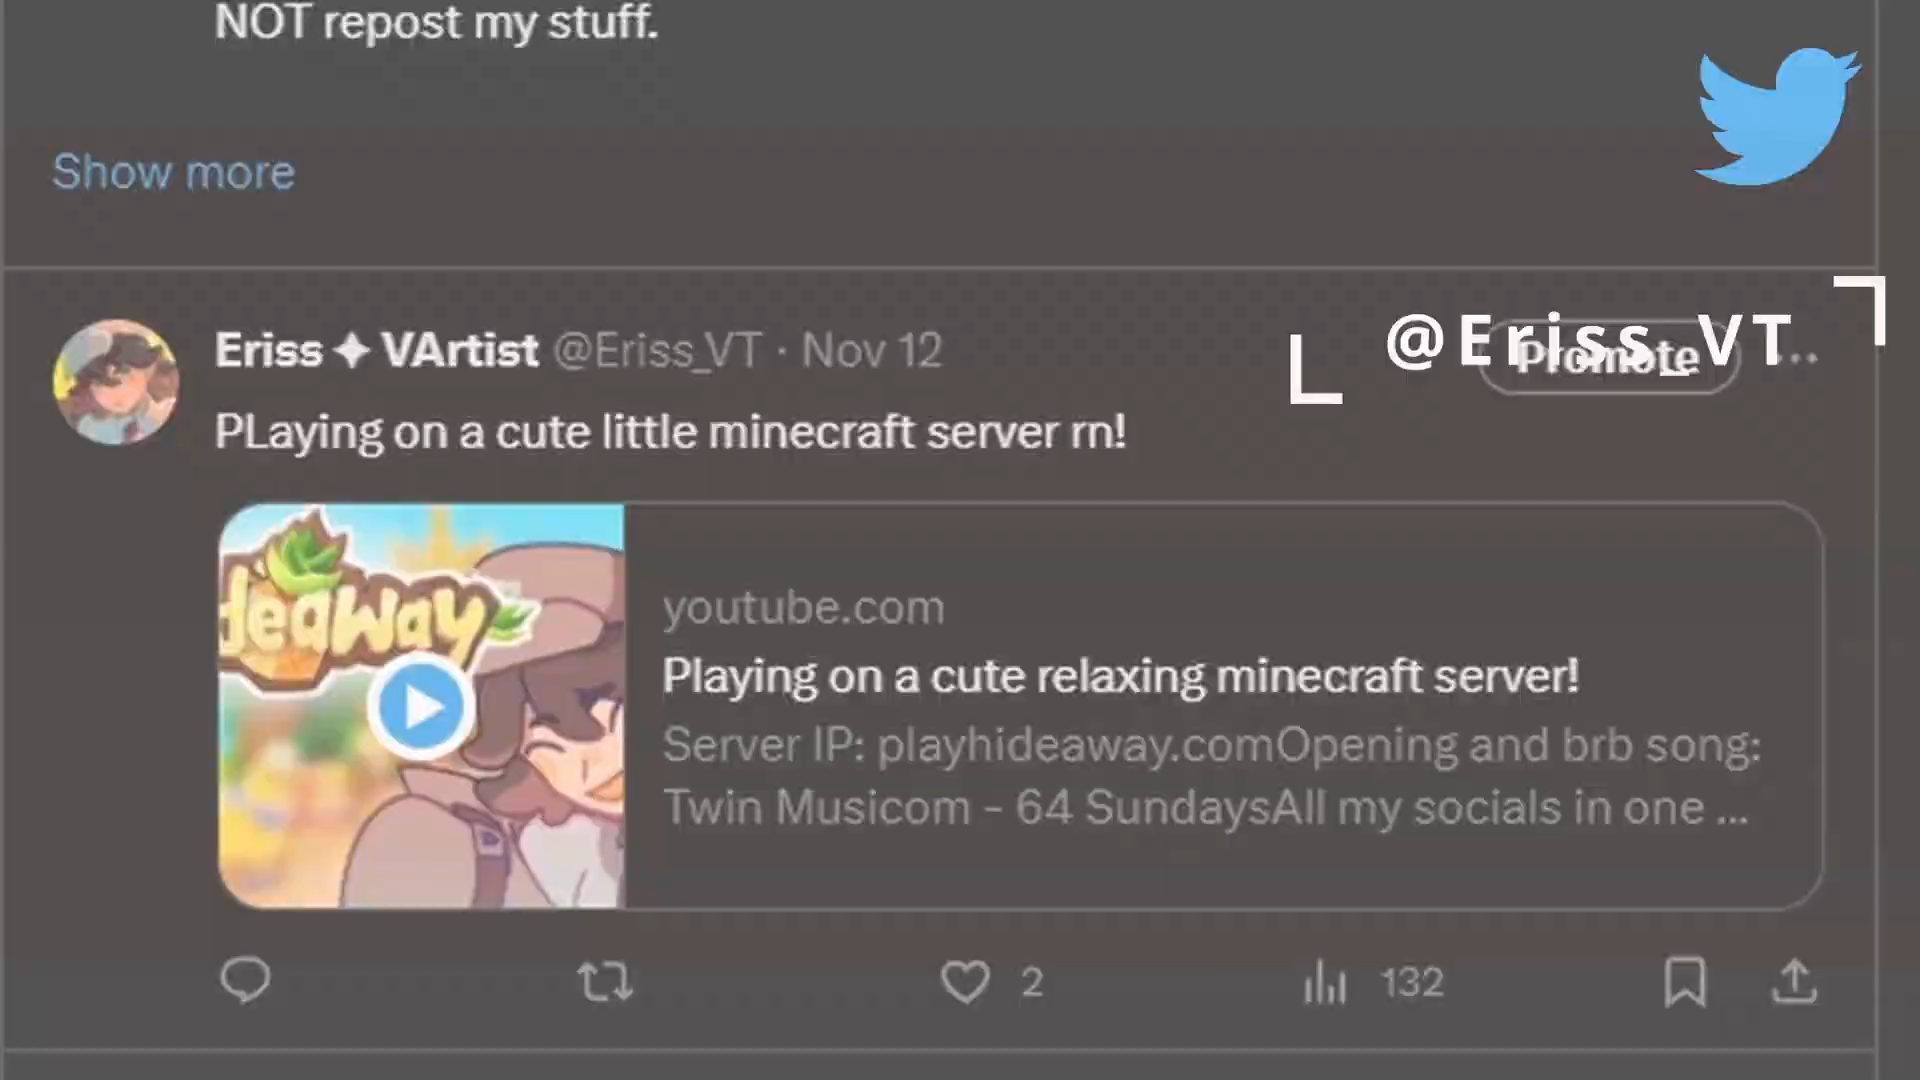 NOT repost my stuff.
Show more
Eriss ✦ VArtist @Eriss_VT · Nov 12
@Eriss_VT
Promote
PLaying on a cute little minecraft server rn!
deaway
youtube.com
Playing on a cute relaxing minecraft server!
Server IP: playhideaway.comOpening and brb song:
Twin Musicom - 64 SundaysAll my socials in one ...
2
132